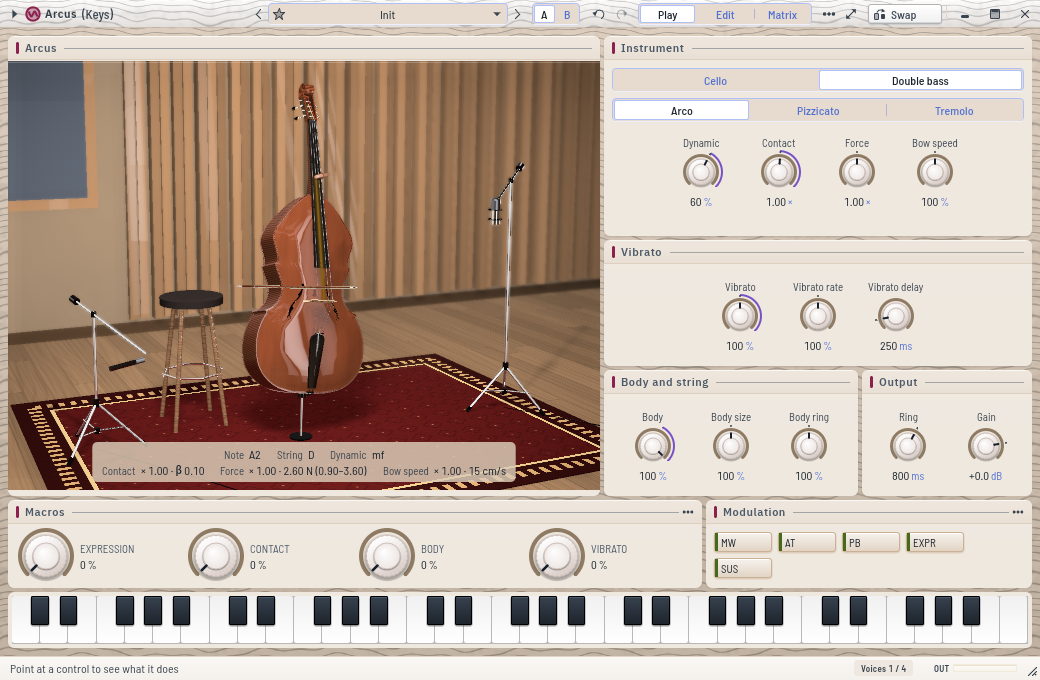 Arcus (Keys)
Init
A B
Play Edit Matrix
Swap
Arcus
Note A2 String D Dynamic mf
Contact × 1.00 · β 0.10 Force × 1.00 · 2.60 N (0.90–3.60) Bow speed × 1.00 · 15 cm/s
Instrument
Cello Double bass
Arco Pizzicato Tremolo
Dynamic Contact Force Bow speed
60 % 1.00 × 1.00 × 100 %
Vibrato
Vibrato Vibrato rate Vibrato delay
100 % 100 % 250 ms
Body and string
Body Body size Body ring
100 % 100 % 100 %
Output
Ring Gain
800 ms +0.0 dB
Macros
EXPRESSION CONTACT BODY VIBRATO
0 % 0 % 0 % 0 %
Modulation
MW AT PB EXPR
SUS
Point at a control to see what it does
Voices 1 / 4 OUT